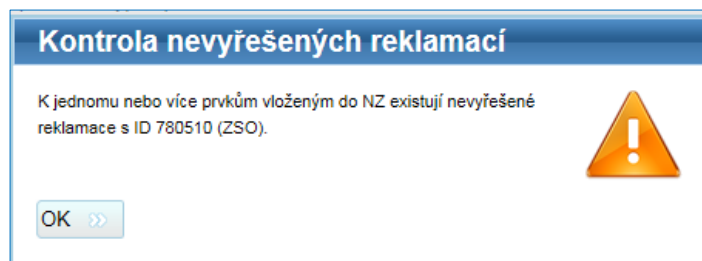 Kontrola nevyřešených reklamací
K jednomu nebo více prvkům vloženým do NZ existují nevyřešené
reklamace s ID 780510 (ZSO).
OK